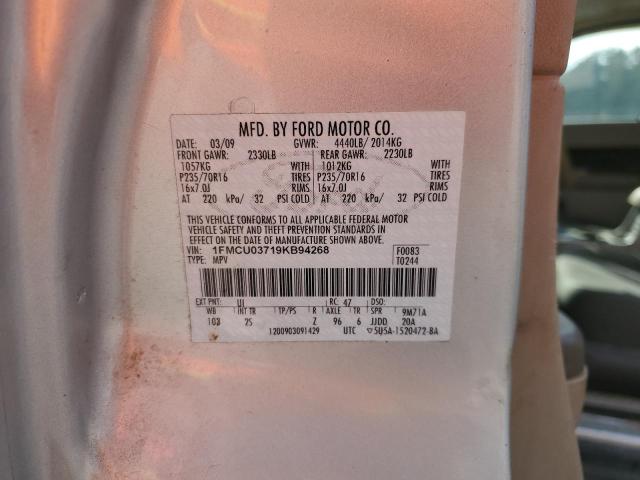 MFD. BY FORD MOTOR CO.
DATE: 03/09 GVWR: 4440LB/ 2014KG
FRONT GAWR: 2330LB REAR GAWR: 2230LB
1057KG WITH 1012KG WITH
P235/70R16 TIRES P235/70R16 TIRES
16x7.0J RIMS 16x7.0J RIMS
AT 220 kPa/ 32 PSI COLD AT 220 kPa/ 32 PSI COLD
THIS VEHICLE CONFORMS TO ALL APPLICABLE FEDERAL MOTOR
VEHICLE SAFETY AND THEFT PREVENTION STANDARDS IN
EFFECT ON THE DATE OF MANUFACTURE SHOWN ABOVE.
VIN: 1FMCU03719KB94268 F0083
TYPE: MPV T0244
EXT PNT: UI RC: 47 DSO:
WB INT TR TP/PS R AXLE TR SPR 9M71A
103 25 Z 96 6 JJDD 20A
1200903091429 UTC 5U5A-1520472-BA